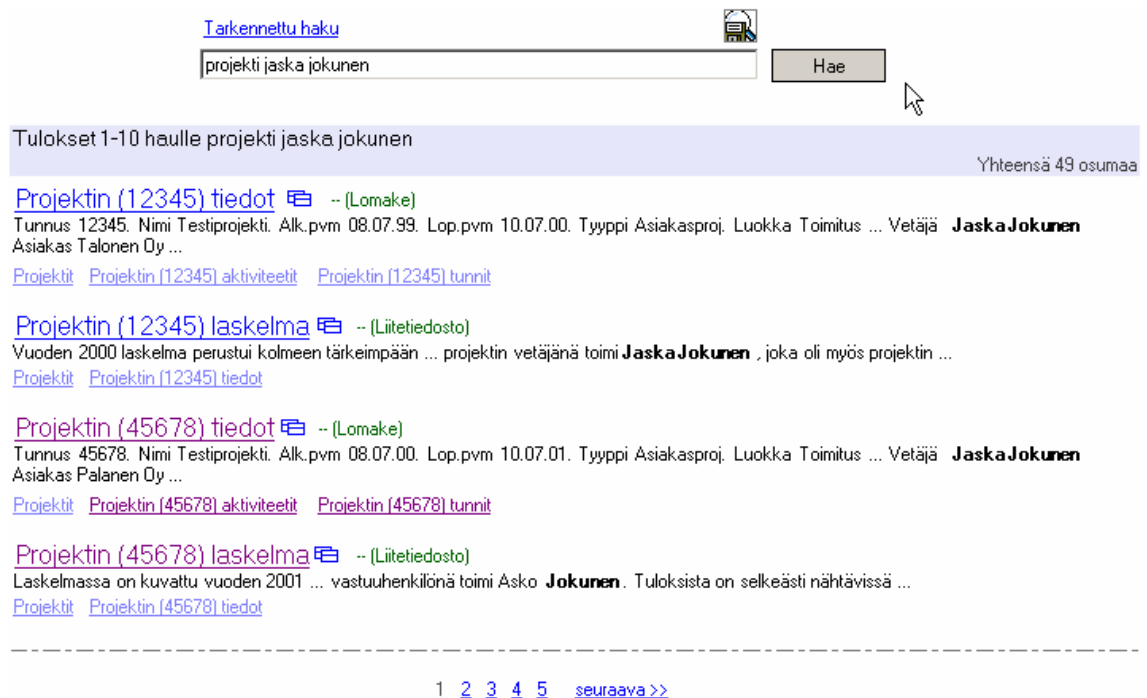 Tarkennettu haku
projekti jaska jokunen
Hae
Tulokset 1-10 haulle projekti jaska jokunen
Yhteensä 49 osumaa
Projektin (12345) tiedot -- (Lomake)
Tunnus 12345. Nimi Testiprojekti. Alk.pvm 08.07.99. Lop.pvm 10.07.00. Tyyppi Asiakasproj. Luokka Toimitus ... Vetäjä Jaska Jokunen
Asiakas Talonen Oy ...
Projektit Projektin (12345) aktiviteetit Projektin (12345) tunnit
Projektin (12345) laskelma -- (Liitetiedosto)
Vuoden 2000 laskelma perustui kolmeen tärkeimpään ... projektin vetäjänä toimi Jaska Jokunen , joka oli myös projektin ...
Projektit Projektin (12345) tiedot
Projektin (45678) tiedot -- (Lomake)
Tunnus 45678. Nimi Testiprojekti. Alk.pvm 08.07.00. Lop.pvm 10.07.01. Tyyppi Asiakasproj. Luokka Toimitus ... Vetäjä Jaska Jokunen
Asiakas Palanen Oy ...
Projektit Projektin (45678) aktiviteetit Projektin (45678) tunnit
Projektin (45678) laskelma -- (Liitetiedosto)
Laskelmassa on kuvattu vuoden 2001 ... vastuuhenkilönä toimi Asko Jokunen. Tuloksista on selkeästi nähtävissä ...
Projektit Projektin (45678) tiedot
1 2 3 4 5 seuraava >>